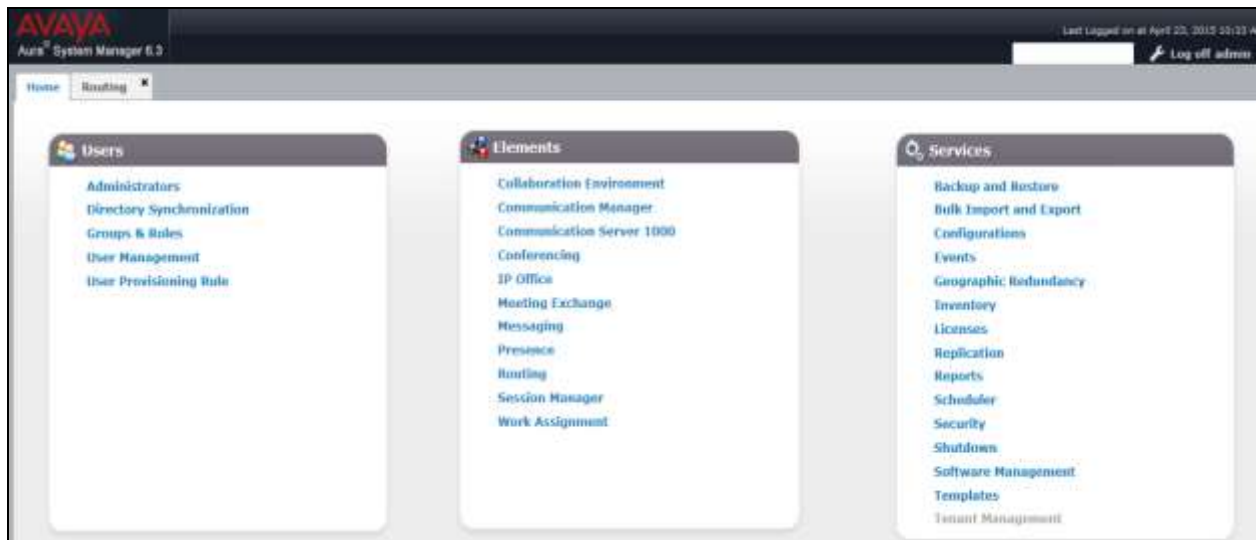 AVAYA
Aura® System Manager 6.3
Last Logged on at April 23, 2015 10:33 A
Log off admin
Home
Routing
Users
Administrators
Directory Synchronization
Groups & Roles
User Management
User Provisioning Rule
Elements
Collaboration Environment
Communication Manager
Communication Server 1000
Conferencing
IP Office
Meeting Exchange
Messaging
Presence
Routing
Session Manager
Work Assignment
Services
Backup and Restore
Bulk Import and Export
Configurations
Events
Geographic Redundancy
Inventory
Licenses
Replication
Reports
Scheduler
Security
Shutdown
Software Management
Templates
Tenant Management